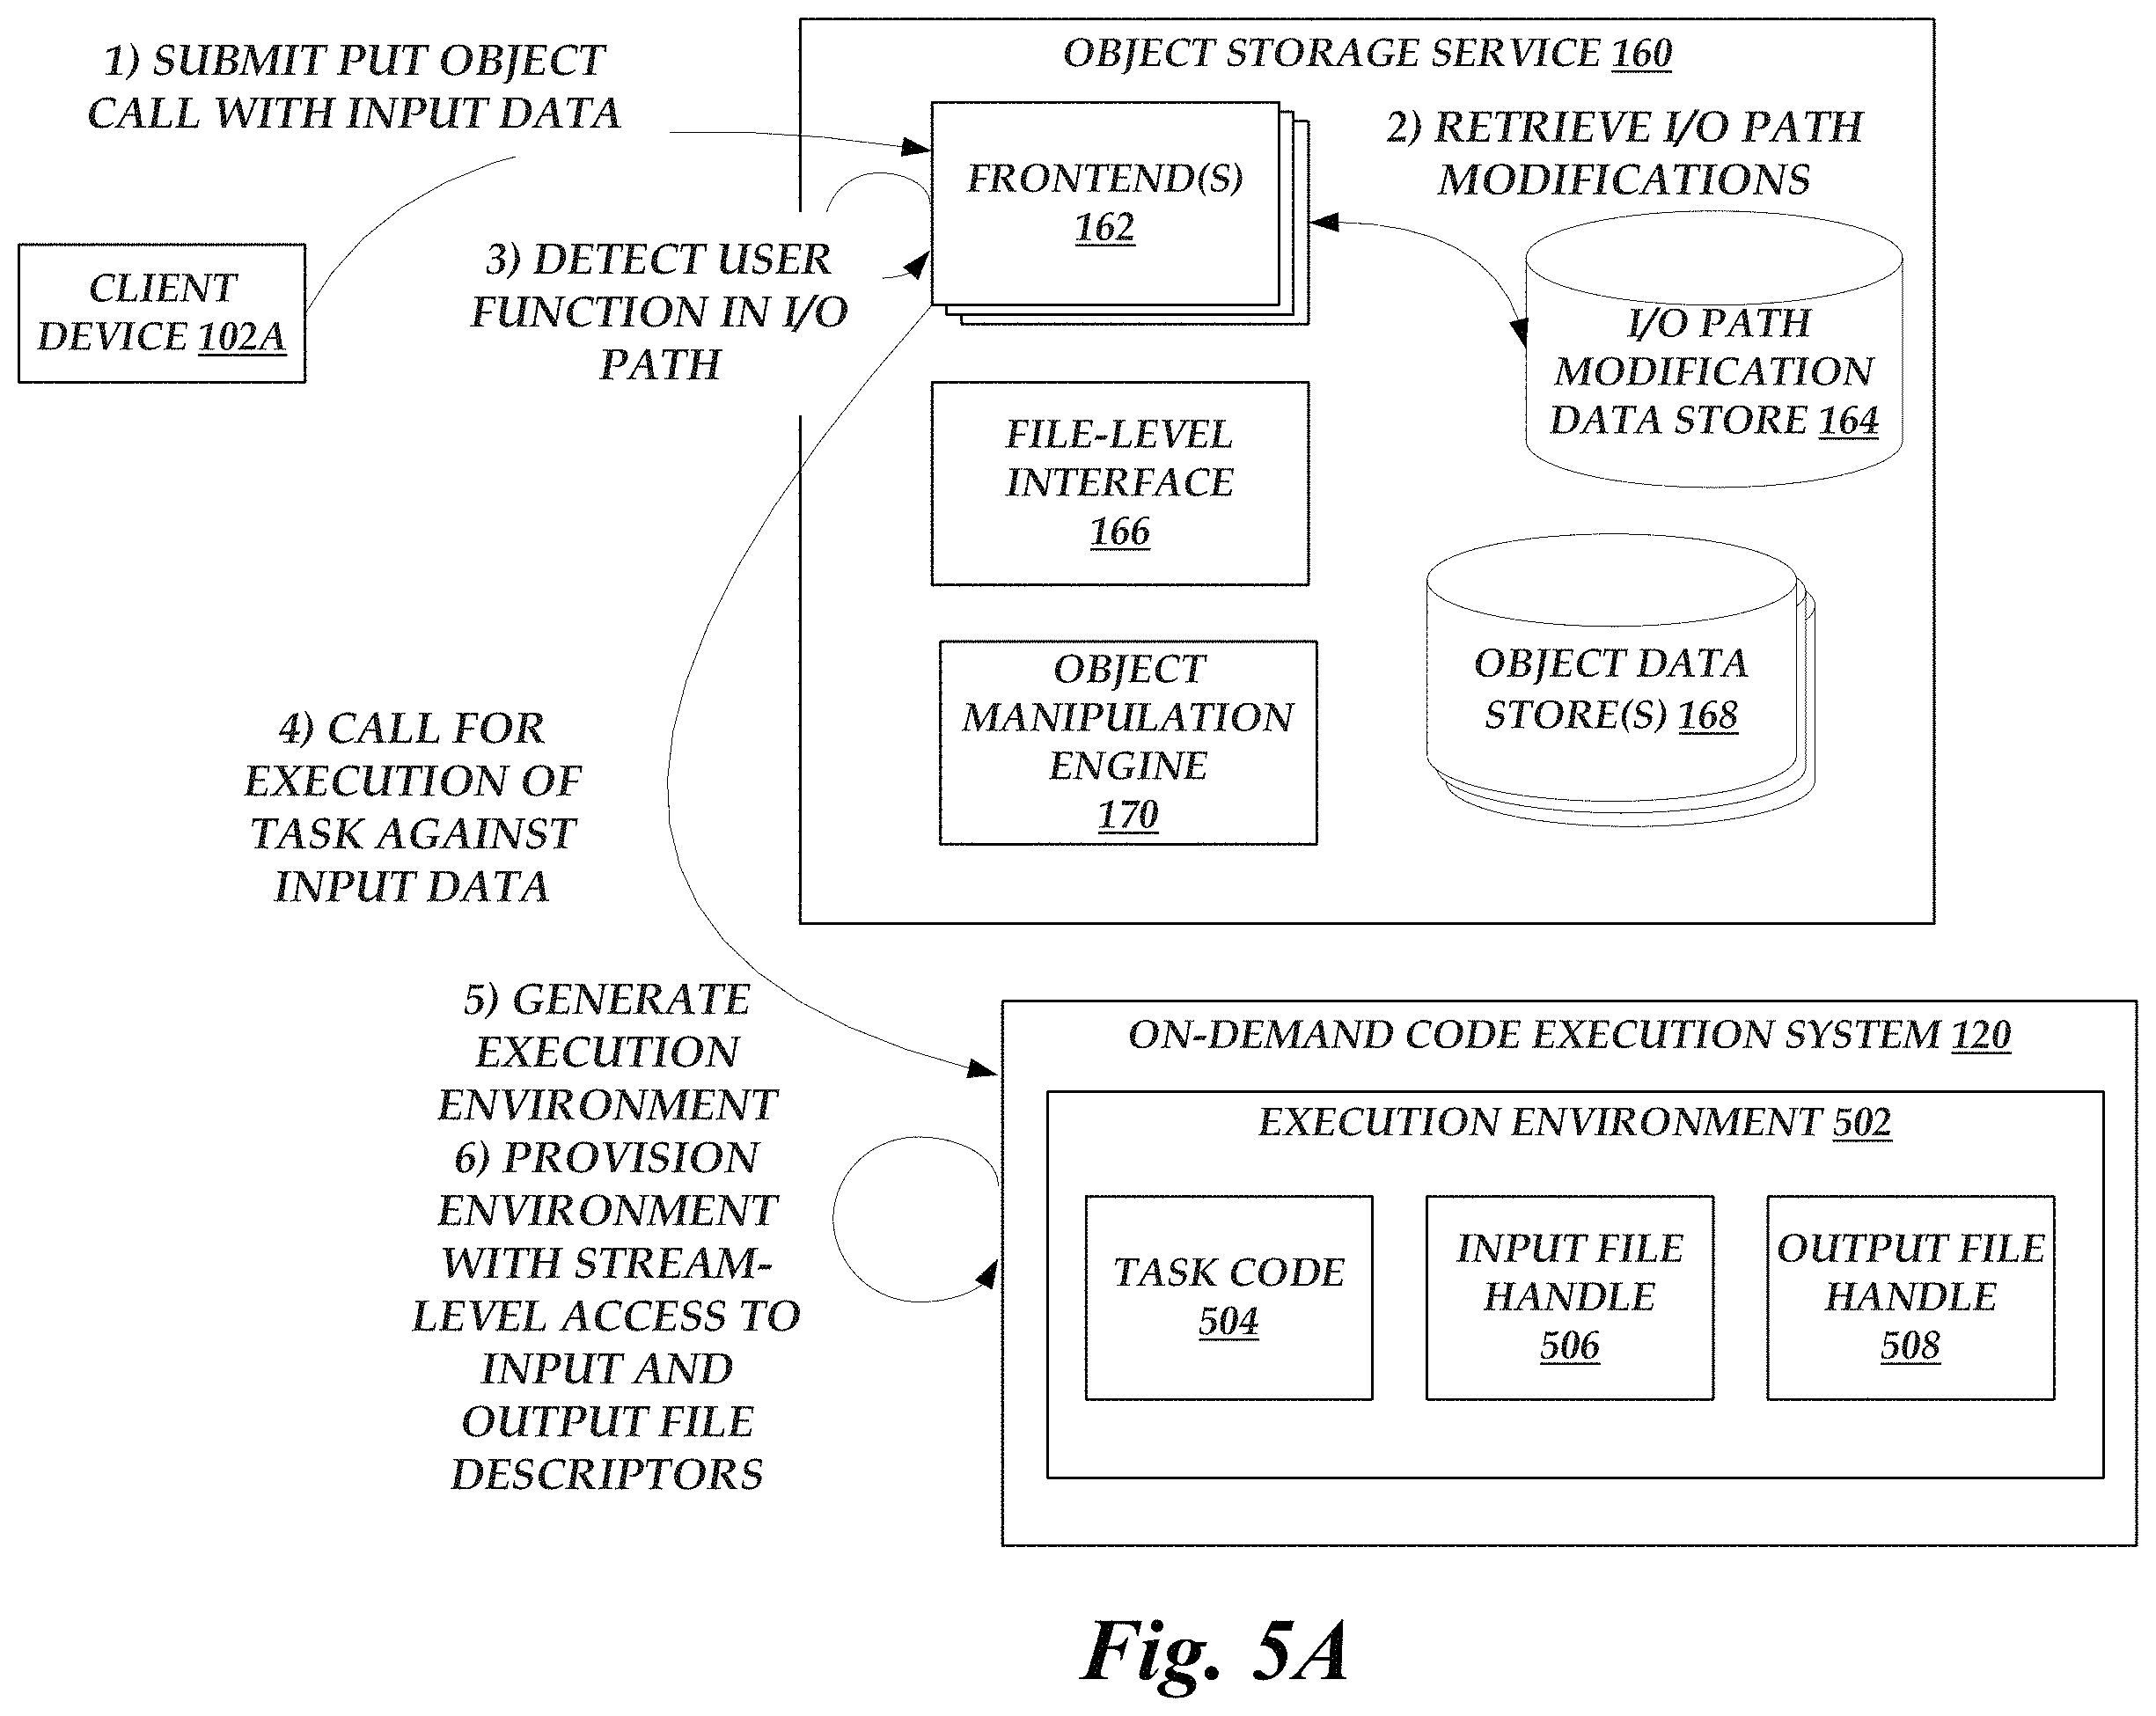 1) SUBMIT PUT OBJECT
CALL WITH INPUT DATA
OBJECT STORAGE SERVICE 160
FRONTEND(S)
162
2) RETRIEVE I/O PATH
MODIFICATIONS
CLIENT
DEVICE 102A
3) DETECT USER
FUNCTION IN I/O
PATH
I/O PATH
MODIFICATION
DATA STORE 164
FILE-LEVEL
INTERFACE
166
OBJECT DATA
STORE(S) 168
OBJECT
MANIPULATION
ENGINE
170
4) CALL FOR
EXECUTION OF
TASK AGAINST
INPUT DATA
5) GENERATE
EXECUTION
ENVIRONMENT
6) PROVISION
ENVIRONMENT
WITH STREAM-
LEVEL ACCESS TO
INPUT AND
OUTPUT FILE
DESCRIPTORS
ON-DEMAND CODE EXECUTION SYSTEM 120
EXECUTION ENVIRONMENT 502
TASK CODE
504
INPUT FILE
HANDLE
506
OUTPUT FILE
HANDLE
508
Fig. 5A